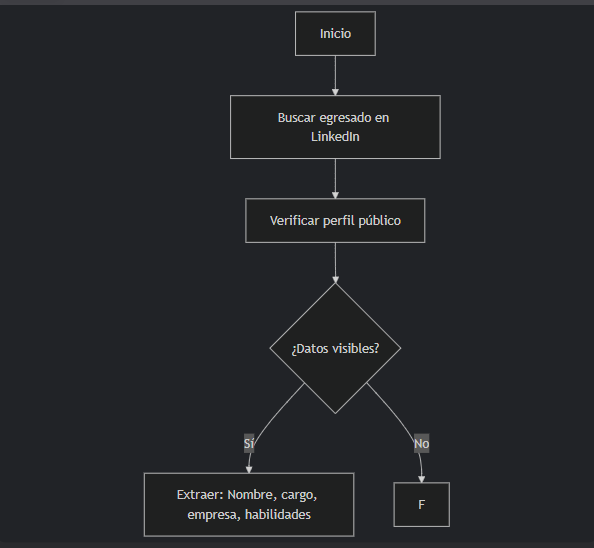 Inicio
Buscar egresado en
LinkedIn
Verificar perfil público
¿Datos visibles?
Sí
No
Extraer: Nombre, cargo,
empresa, habilidades
F